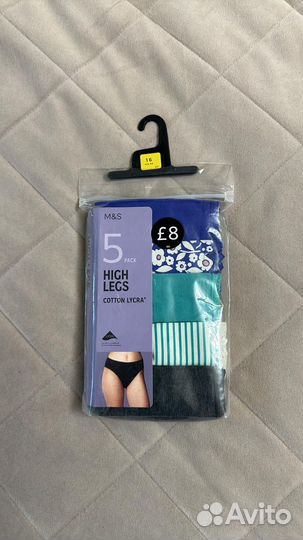 16
M&S
£8
5
PACK
HIGH
LEGS
COTTON LYCRA®
Avito